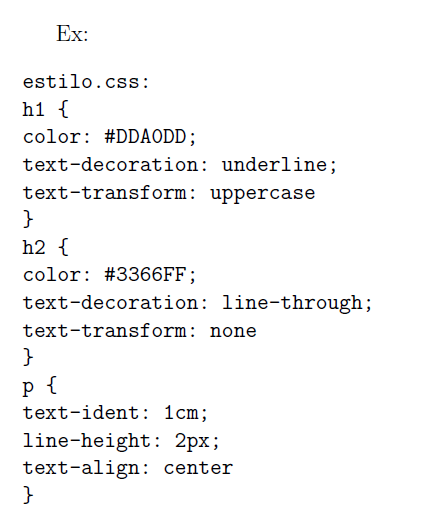 Ex:
estilo.css:
h1 {
color: #DDA0DD;
text-decoration: underline;
text-transform: uppercase
}
h2 {
color: #3366FF;
text-decoration: line-through;
text-transform: none
}
p {
text-ident: 1cm;
line-height: 2px;
text-align: center
}